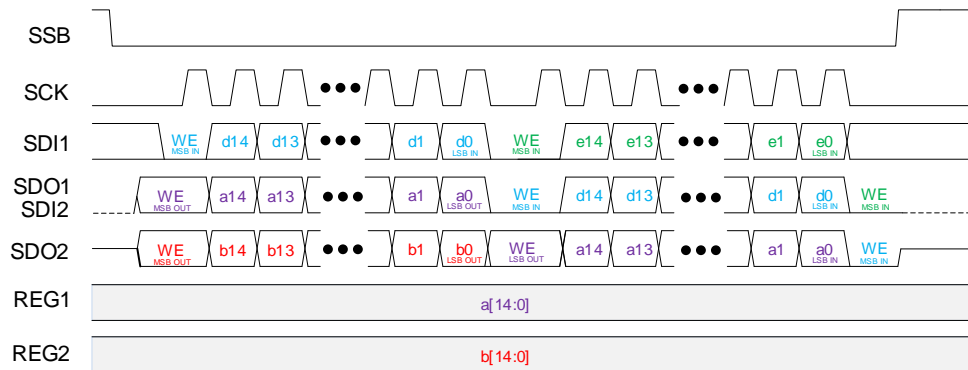 SSB
SCK
●●● ●●●
SDI1 WE MSB IN d14 d13 ●●● d1 d0 LSB IN WE MSB IN e14 e13 ●●● e1 e0 LSB IN
SDO1
SDI2
WE MSB OUT a14 a13 ●●● a1 a0 LSB OUT WE MSB IN d14 d13 ●●● d1 d0 LSB IN WE MSB IN
SDO2 WE MSB OUT b14 b13 ●●● b1 b0 LSB OUT WE LSB OUT a14 a13 ●●● a1 a0 LSB IN WE MSB IN
REG1 a[14:0]
REG2 b[14:0]